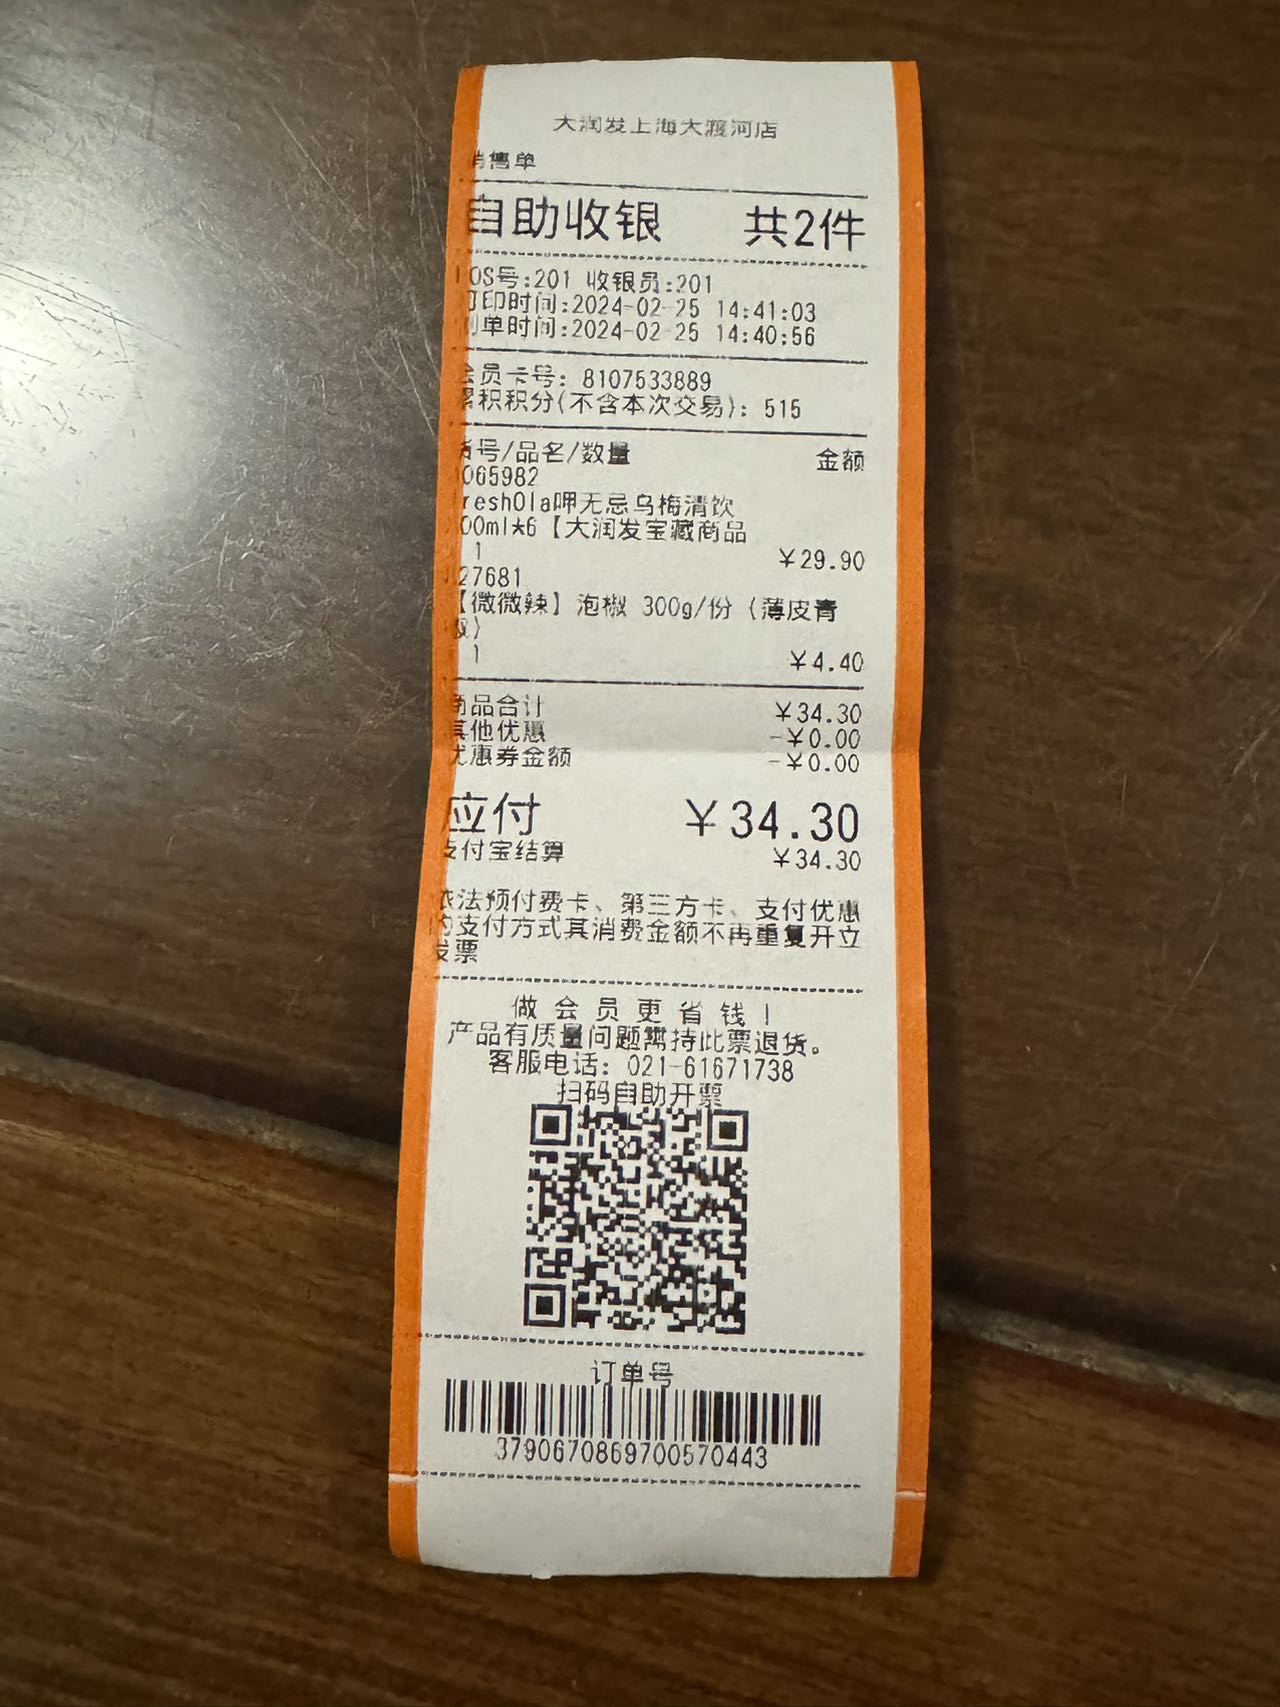 大润发上海大渡河店
销售单
自助收银 共2件
POS号:201 收银员:201
打印时间:2024-02-25 14:41:03
创单时间:2024-02-25 14:40:56
会员卡号: 8107533889
累积积分(不含本次交易): 515
货号/品名/数量 金额
065982
resh0la呷无忌乌梅清饮
00ml*6【大润发宝藏商品
1 ￥29.90
27681
【微微辣】泡椒 300g/份 (薄皮青
椒)
1 ￥4.40
商品合计 ￥34.30
其他优惠 -￥0.00
优惠券金额 -￥0.00
应付 ￥34.30
支付宝结算 ￥34.30
依法预付费卡、第三方卡、支付优惠
的支付方式其消费金额不再重复开立
发票
做会员更省钱!
产品有质量问题需持此票退货。
客服电话: 021-61671738
扫码自助开票
订单号
3790670869700570443